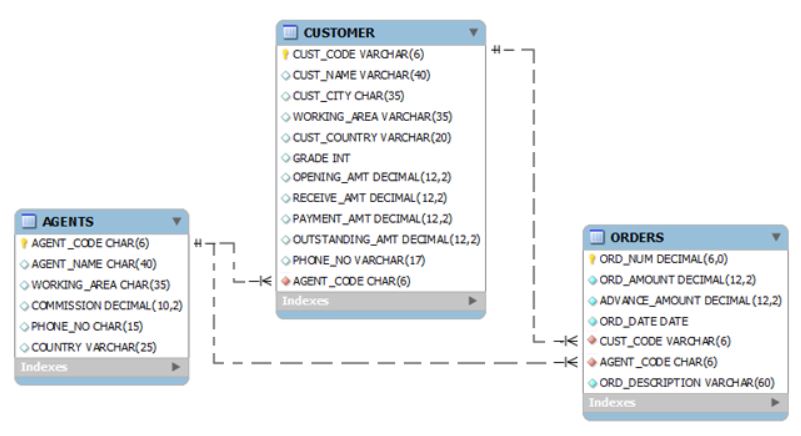 CUSTOMER
CUST_CODE VARCHAR(6)
CUST_NAME VARCHAR(40)
CUST_CITY CHAR(35)
WORKING_AREA VARCHAR(35)
CUST_COUNTRY VARCHAR(20)
GRADE INT
OPENING_AMT DECIMAL(12,2)
RECEIVE_AMT DECIMAL(12,2)
PAYMENT_AMT DECIMAL(12,2)
OUTSTANDING_AMT DECIMAL(12,2)
PHONE_NO VARCHAR(17)
AGENT_CODE CHAR(6)
Indexes
AGENTS
AGENT_CODE CHAR(6)
AGENT_NAME CHAR(40)
WORKING_AREA CHAR(35)
COMMISSION DECIMAL(10,2)
PHONE_NO CHAR(15)
COUNTRY VARCHAR(25)
Indexes
ORDERS
ORD_NUM DECIMAL(6,0)
ORD_AMOUNT DECIMAL(12,2)
ADVANCE_AMOUNT DECIMAL(12,2)
ORD_DATE DATE
CUST_CODE VARCHAR(6)
AGENT_CODE CHAR(6)
ORD_DESCRIPTION VARCHAR(60)
Indexes